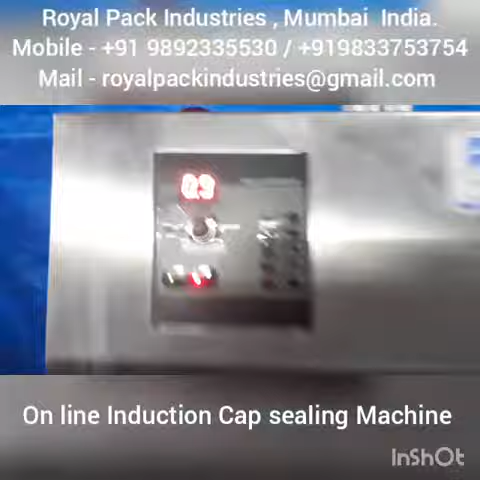 Royal Pack Industries , Mumbai India.
Mobile - +91 9892335530 / +919833753754
Mail - royalpackindustries@gmail.com
On line Induction Cap sealing Machine
InShOt